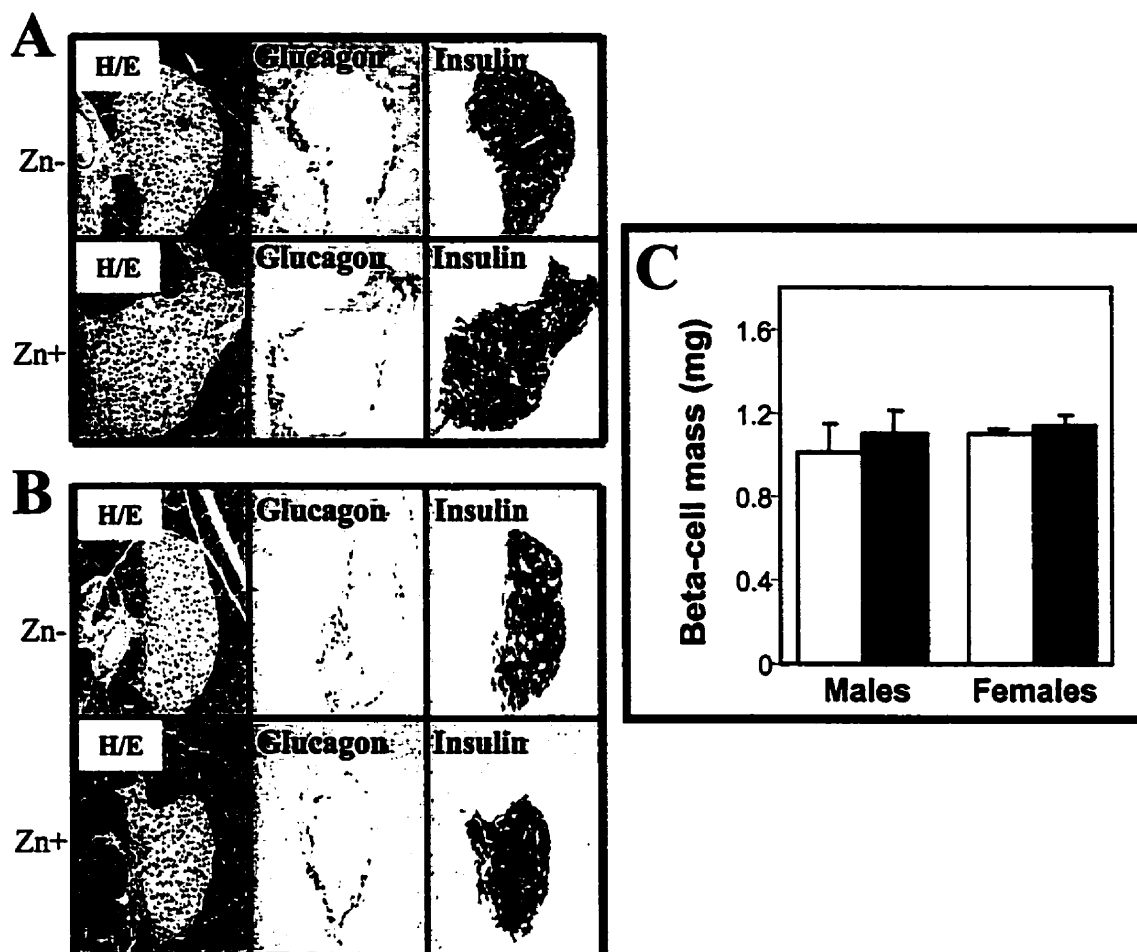 A
H/E Glucagon Insulin
Zn-
H/E Glucagon Insulin
Zn+
B
H/E Glucagon Insulin
Zn-
H/E Glucagon Insulin
Zn+
C
Beta-cell mass (mg)
1.6
1.2
0.8
0.4
0
Males Females